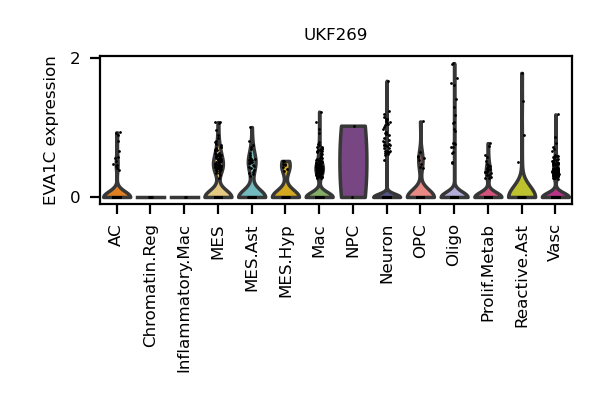 UKF269
EVA1C expression
2
0
AC
Chromatin.Reg
Inflammatory.Mac
MES
MES.Ast
MES.Hyp
Mac
NPC
Neuron
OPC
Oligo
Prolif.Metab
Reactive.Ast
Vasc